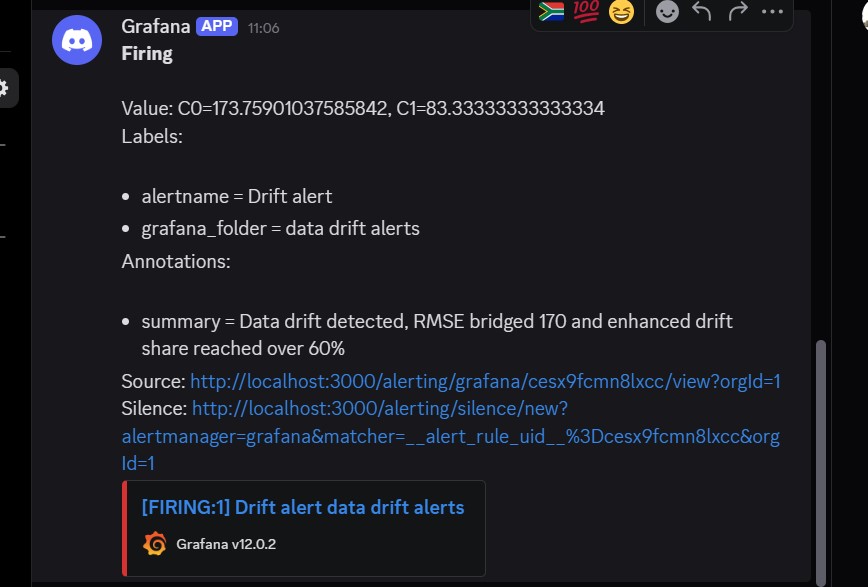 Grafana APP 11:06
💯
Firing
Value: C0=173.75901037585842, C1=83.33333333333334
Labels:
• alertname = Drift alert
• grafana_folder = data drift alerts
Annotations:
• summary = Data drift detected, RMSE bridged 170 and enhanced drift
share reached over 60%
Source: http://localhost:3000/alerting/grafana/cesx9fcmn8lxcc/view?orgId=1
Silence: http://localhost:3000/alerting/silence/new?
alertmanager=grafana&matcher=__alert_rule_uid__%3Dcesx9fcmn8lxcc&org
Id=1
[FIRING:1] Drift alert data drift alerts
Grafana v12.0.2